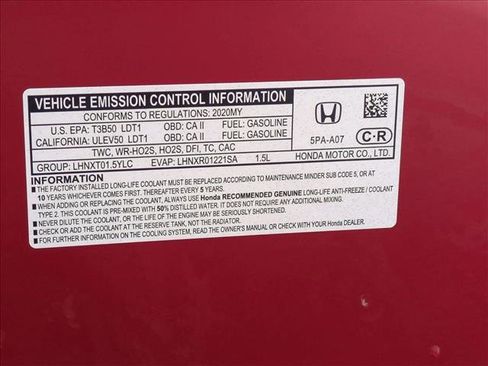 VEHICLE EMISSION CONTROL INFORMATION
CONFORMS TO REGULATIONS: 2020MY
U.S. EPA: T3B50 LDT1 OBD: CA II FUEL: GASOLINE
CALIFORNIA: ULEV50 LDT1 OBD: CA II FUEL: GASOLINE
TWC, WR-HO2S, HO2S, DFI, TC, CAC
GROUP: LHNXT01.5YLC EVAP: LHNXR01221SA 1.5L
5PA-A07
C·R
HONDA MOTOR CO., LTD.
INFORMATION
■ THE FACTORY INSTALLED LONG-LIFE COOLANT MUST BE REPLACED ACCORDING TO MAINTENANCE MINDER SUB CODE 5, OR AT
10 YEARS WHICH EVER COMES FIRST. THEREAFTER EVERY 5 YEARS.
■ WHEN ADDING OR REPLACING THE COOLANT, ALWAYS USE Honda RECOMMENDED GENUINE LONG-LIFE ANTI-FREEZE / COOLANT
TYPE 2. THIS COOLANT IS PRE-MIXED WITH 50% DISTILLED WATER. IT DOES NOT REQUIRE ANY ADDITIONAL MIXING.
■ NEVER DILUTE THE COOLANT, OR THE LIFE OF THE ENGINE MAY BE SERIOUSLY SHORTENED.
■ CHECK OR ADD COOLANT AT THE RESERVE TANK, NOT THE RADIATOR.
■ FOR FURTHER INFORMATION ON THE COOLING SYSTEM, READ THE OWNER'S MANUAL OR CHECK WITH YOUR Honda DEALER.